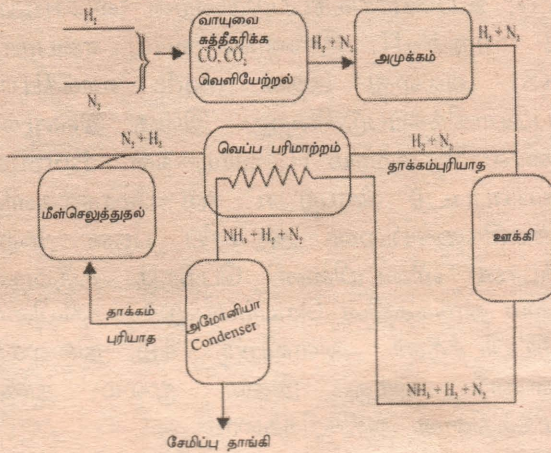 H₂
N₂
வாயுவை
சுத்தீகரிக்க
CO, CO₂
வெளியேற்றல்
H₂ + N₂
அமுக்கம்
H₂ + N₂
N₂ + H₂
வெப்ப பரிமாற்றம்
H₂ + N₂
தாக்கம்புரியாத
மீள்செலுத்துதல்
ஊக்கி
NH₃ + H₂ + N₂
தாக்கம்
புரியாத
அமோனியா
Condenser
NH₃ + H₂ + N₂
சேமிப்பு தாங்கி